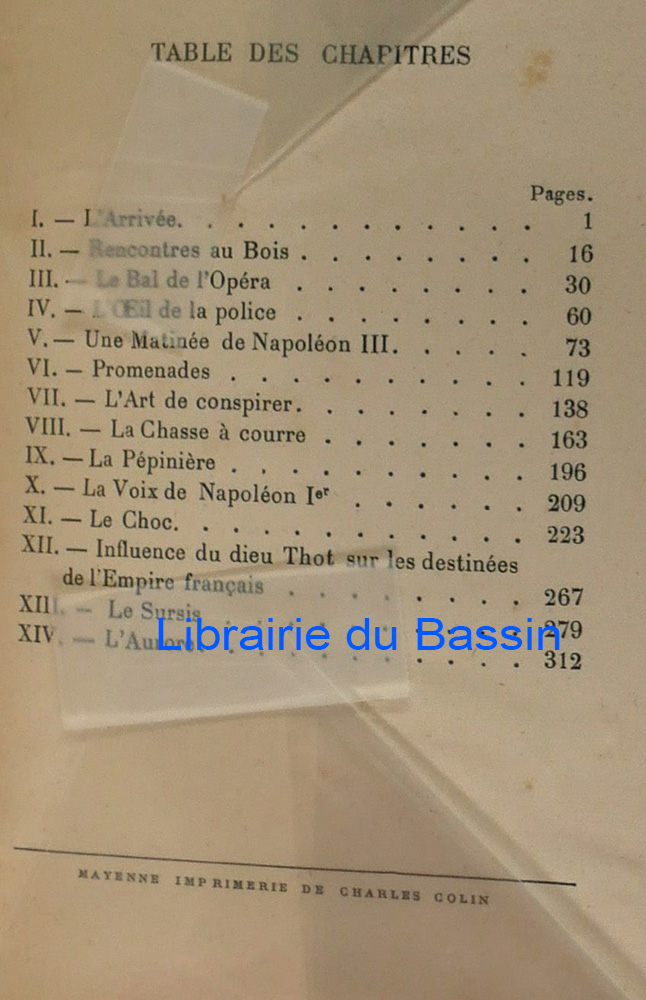 TABLE DES CHAPITRES
Pages.
I. — L'Arrivée. . . . . . . . . . . . 1
II. — Rencontres au Bois . . . . . . . . 16
III. — Le Bal de l'Opéra . . . . . . . . 30
IV. — L'Œil de la police . . . . . . . . 60
V. — Une Matinée de Napoléon III. . . . . 73
VI. — Promenades . . . . . . . . . . 119
VII. — L'Art de conspirer. . . . . . . . 138
VIII. — La Chasse à courre . . . . . . . 163
IX. — La Pépinière . . . . . . . . . . 196
X. — La Voix de Napoléon Ier . . . . . . 209
XI. — Le Choc. . . . . . . . . . . . 223
XII. — Influence du dieu Thot sur les destinées
de l'Empire français . . . . . . . . 267
XIII. — Le Sursis . . . . . . . . . . 279
XIV. — L'Aurore. . . . . . . . . . . 312
Librairie du Bassin
MAYENNE IMPRIMERIE DE CHARLES COLIN